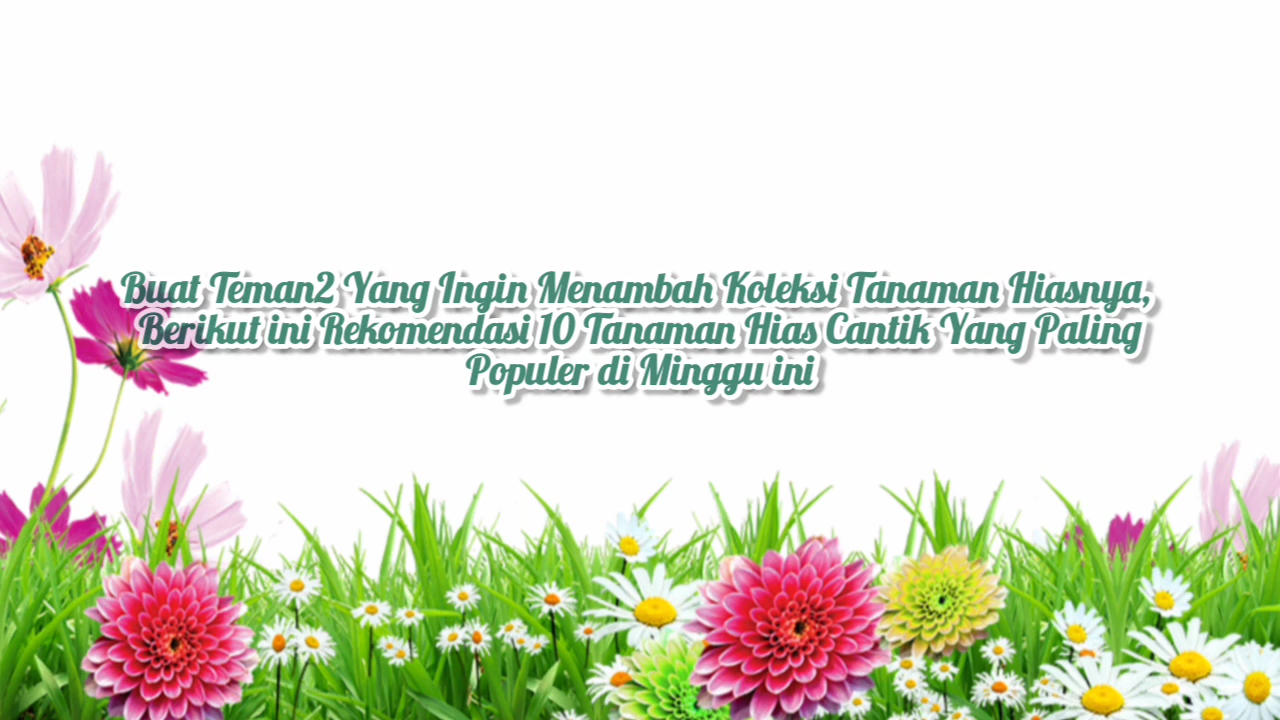 Buat Teman2 Yang Ingin Menambah Koleksi Tanaman Hiasnya,
Berikut ini Rekomendasi 10 Tanaman Hias Cantik Yang Paling
Populer di Minggu ini